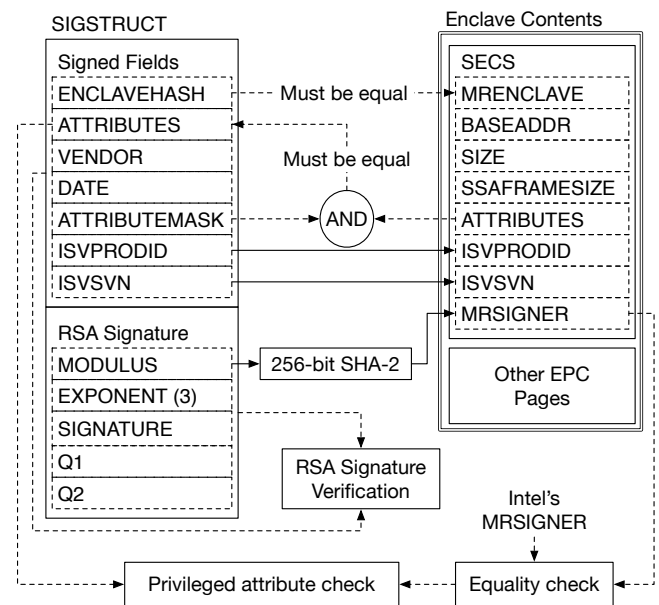 SIGSTRUCT
Signed Fields
ENCLAVEHASH
ATTRIBUTES
VENDOR
DATE
ATTRIBUTEMASK
ISVPRODID
ISVSVN
RSA Signature
MODULUS
EXPONENT (3)
SIGNATURE
Q1
Q2
Must be equal
Must be equal
AND
256-bit SHA-2
RSA Signature
Verification
Enclave Contents
SECS
MRENCLAVE
BASEADDR
SIZE
SSAFRAMESIZE
ATTRIBUTES
ISVPRODID
ISVSVN
MRSIGNER
Other EPC
Pages
Intel's
MRSIGNER
Privileged attribute check
Equality check